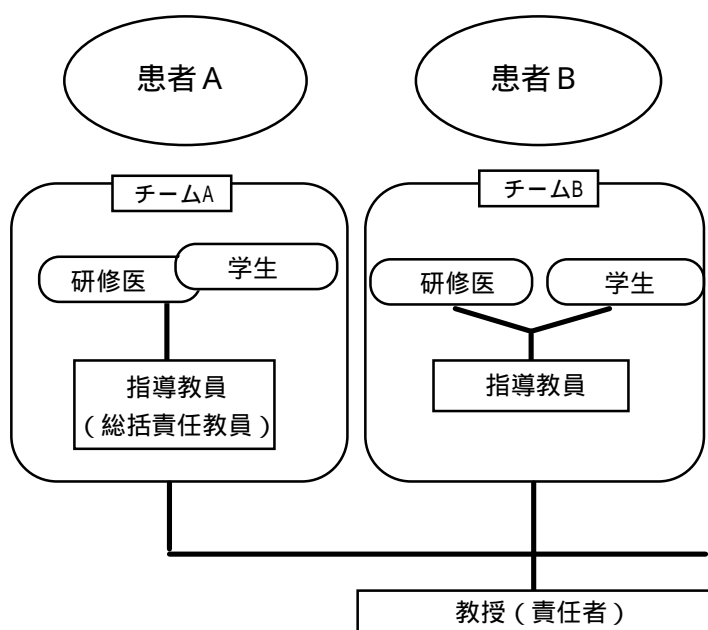 患者A
患者B
チームA
チームB
研修医
学生
研修医
学生
指導教員
(総括責任教員)
指導教員
教授(責任者)